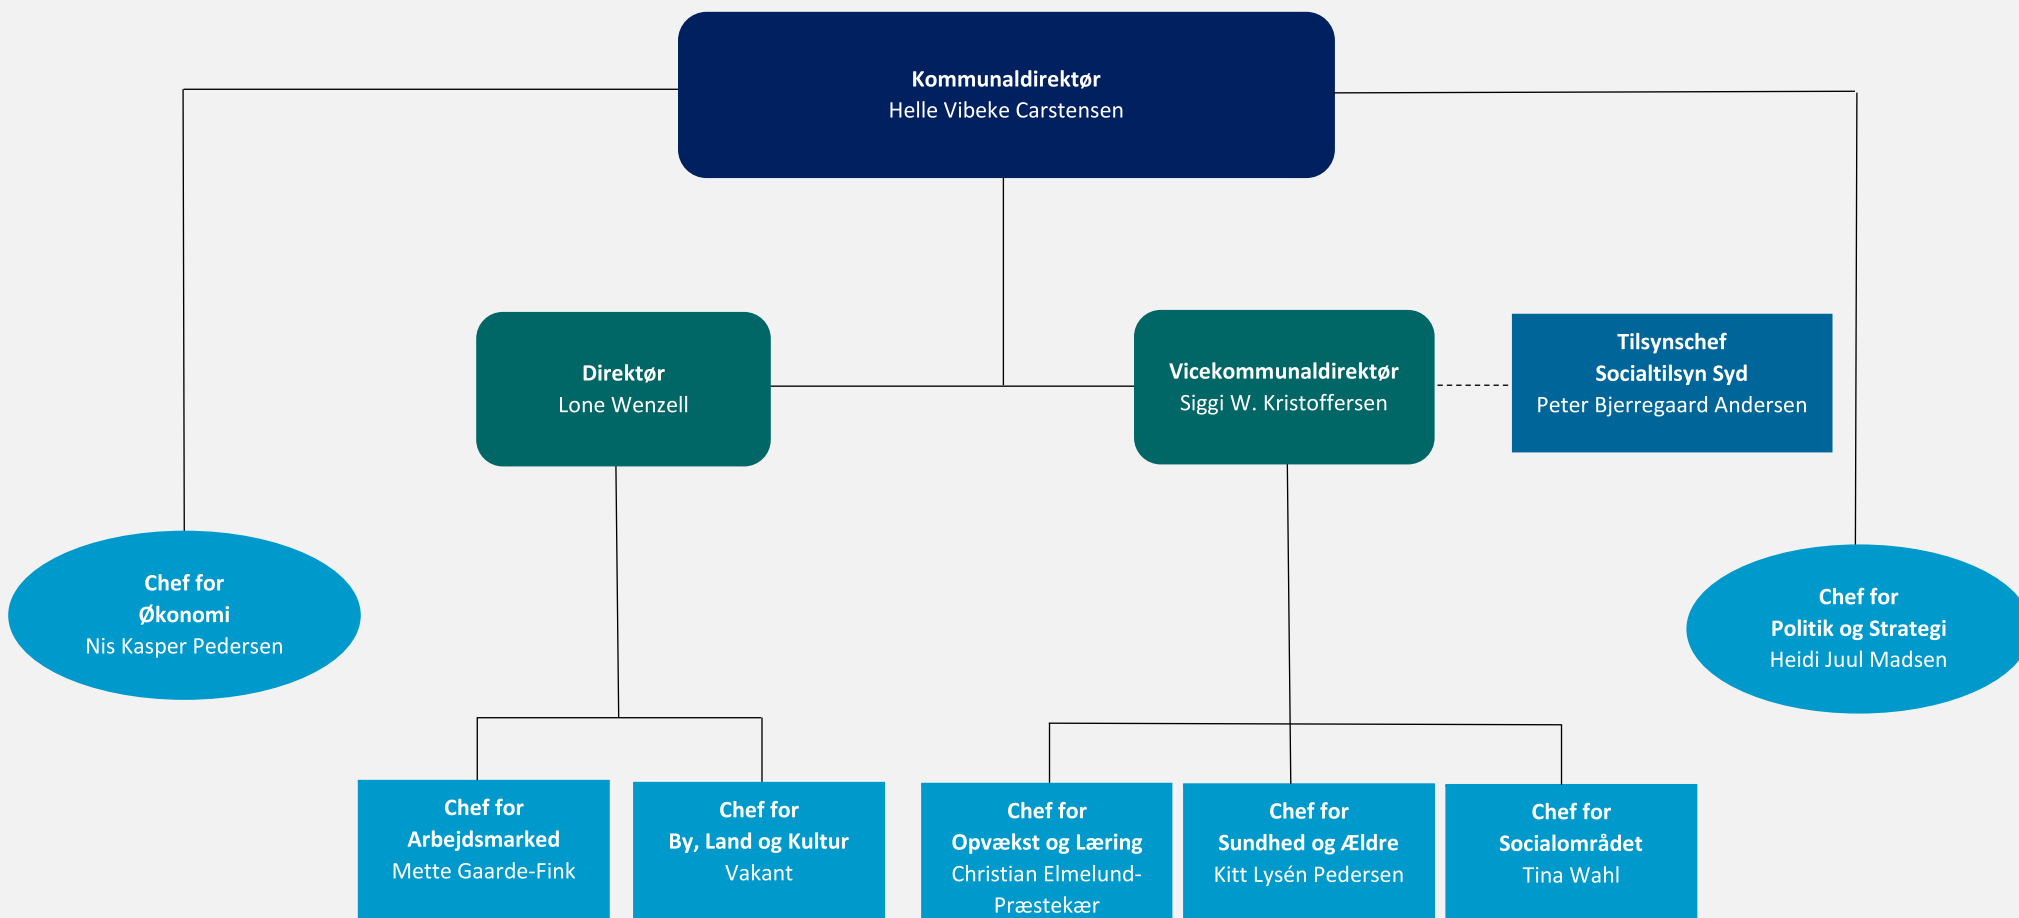 Kommunaldirektør
Helle Vibeke Carstensen
Direktør
Lone Wenzell
Vicekommunaldirektør
Siggi W. Kristoffersen
Tilsynschef
Socialtilsyn Syd
Peter Bjerregaard Andersen
Chef for
Økonomi
Nis Kasper Pedersen
Chef for
Politik og Strategi
Heidi Juul Madsen
Chef for
Arbejdsmarked
Mette Gaarde-Fink
Chef for
By, Land og Kultur
Vakant
Chef for
Opvækst og Læring
Christian Elmelund-
Præstekær
Chef for
Sundhed og Ældre
Kitt Lysén Pedersen
Chef for
Socialområdet
Tina Wahl